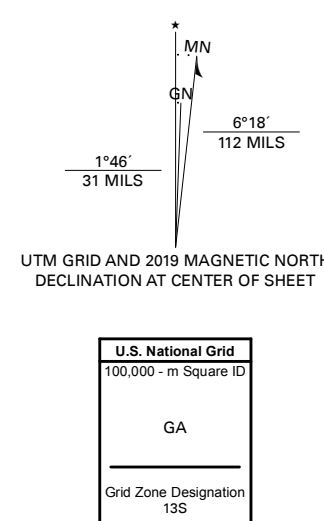 ★
MN
GN
6°18´
112 MILS
1°46´
31 MILS
UTM GRID AND 2019 MAGNETIC NORTH
DECLINATION AT CENTER OF SHEET
U.S. National Grid
100,000 - m Square ID
GA
Grid Zone Designation
13S